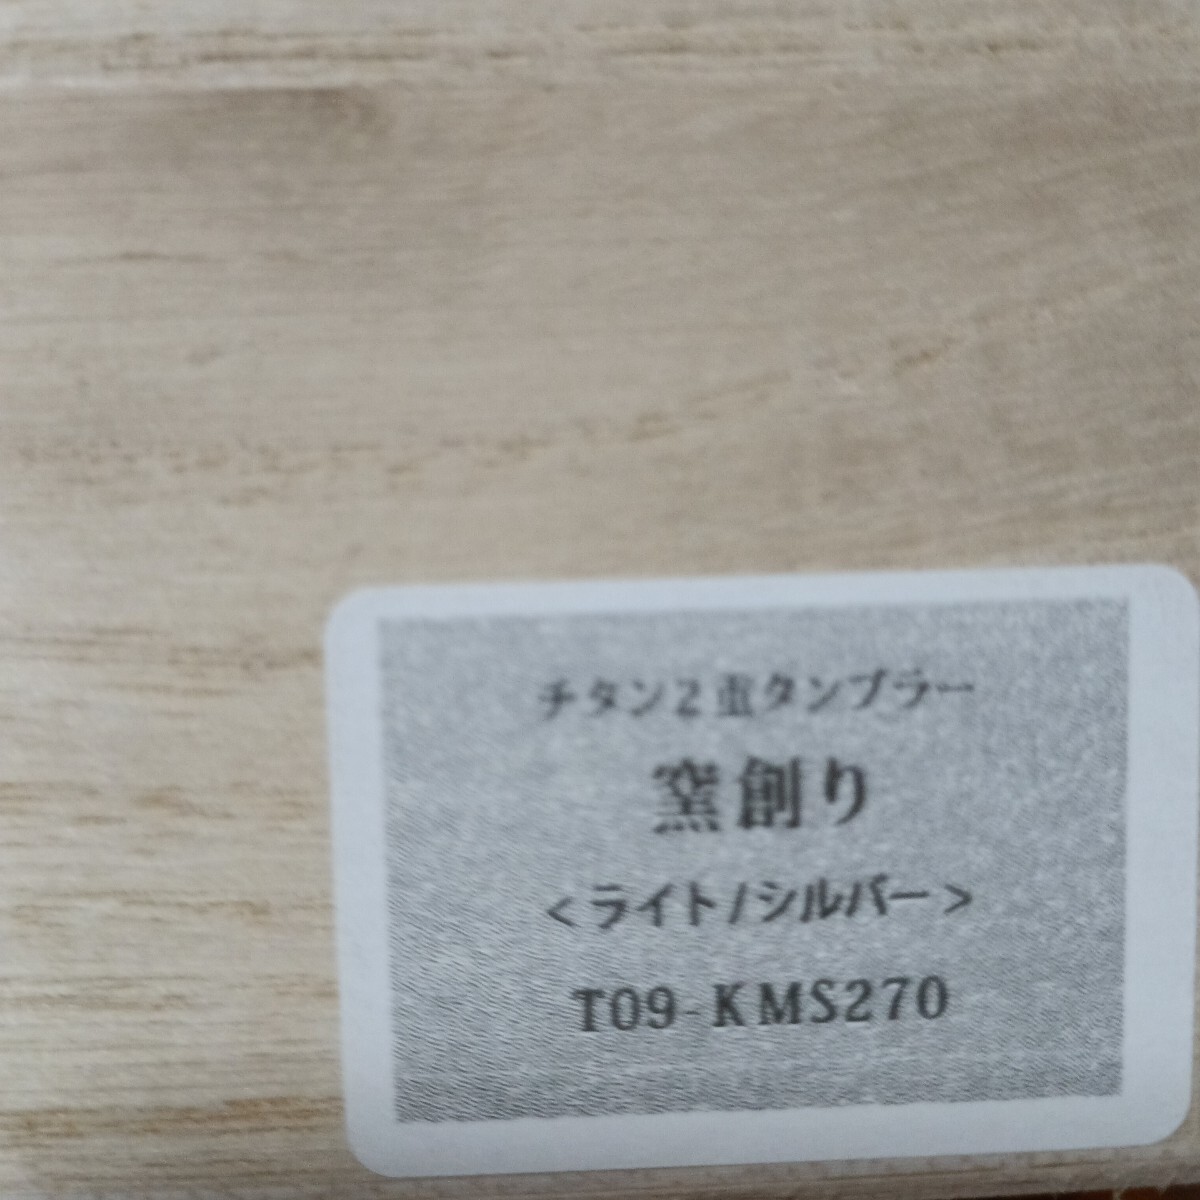 チタン2重タンブラー
窯創り
<ライト/シルバー>
T09-KMS270